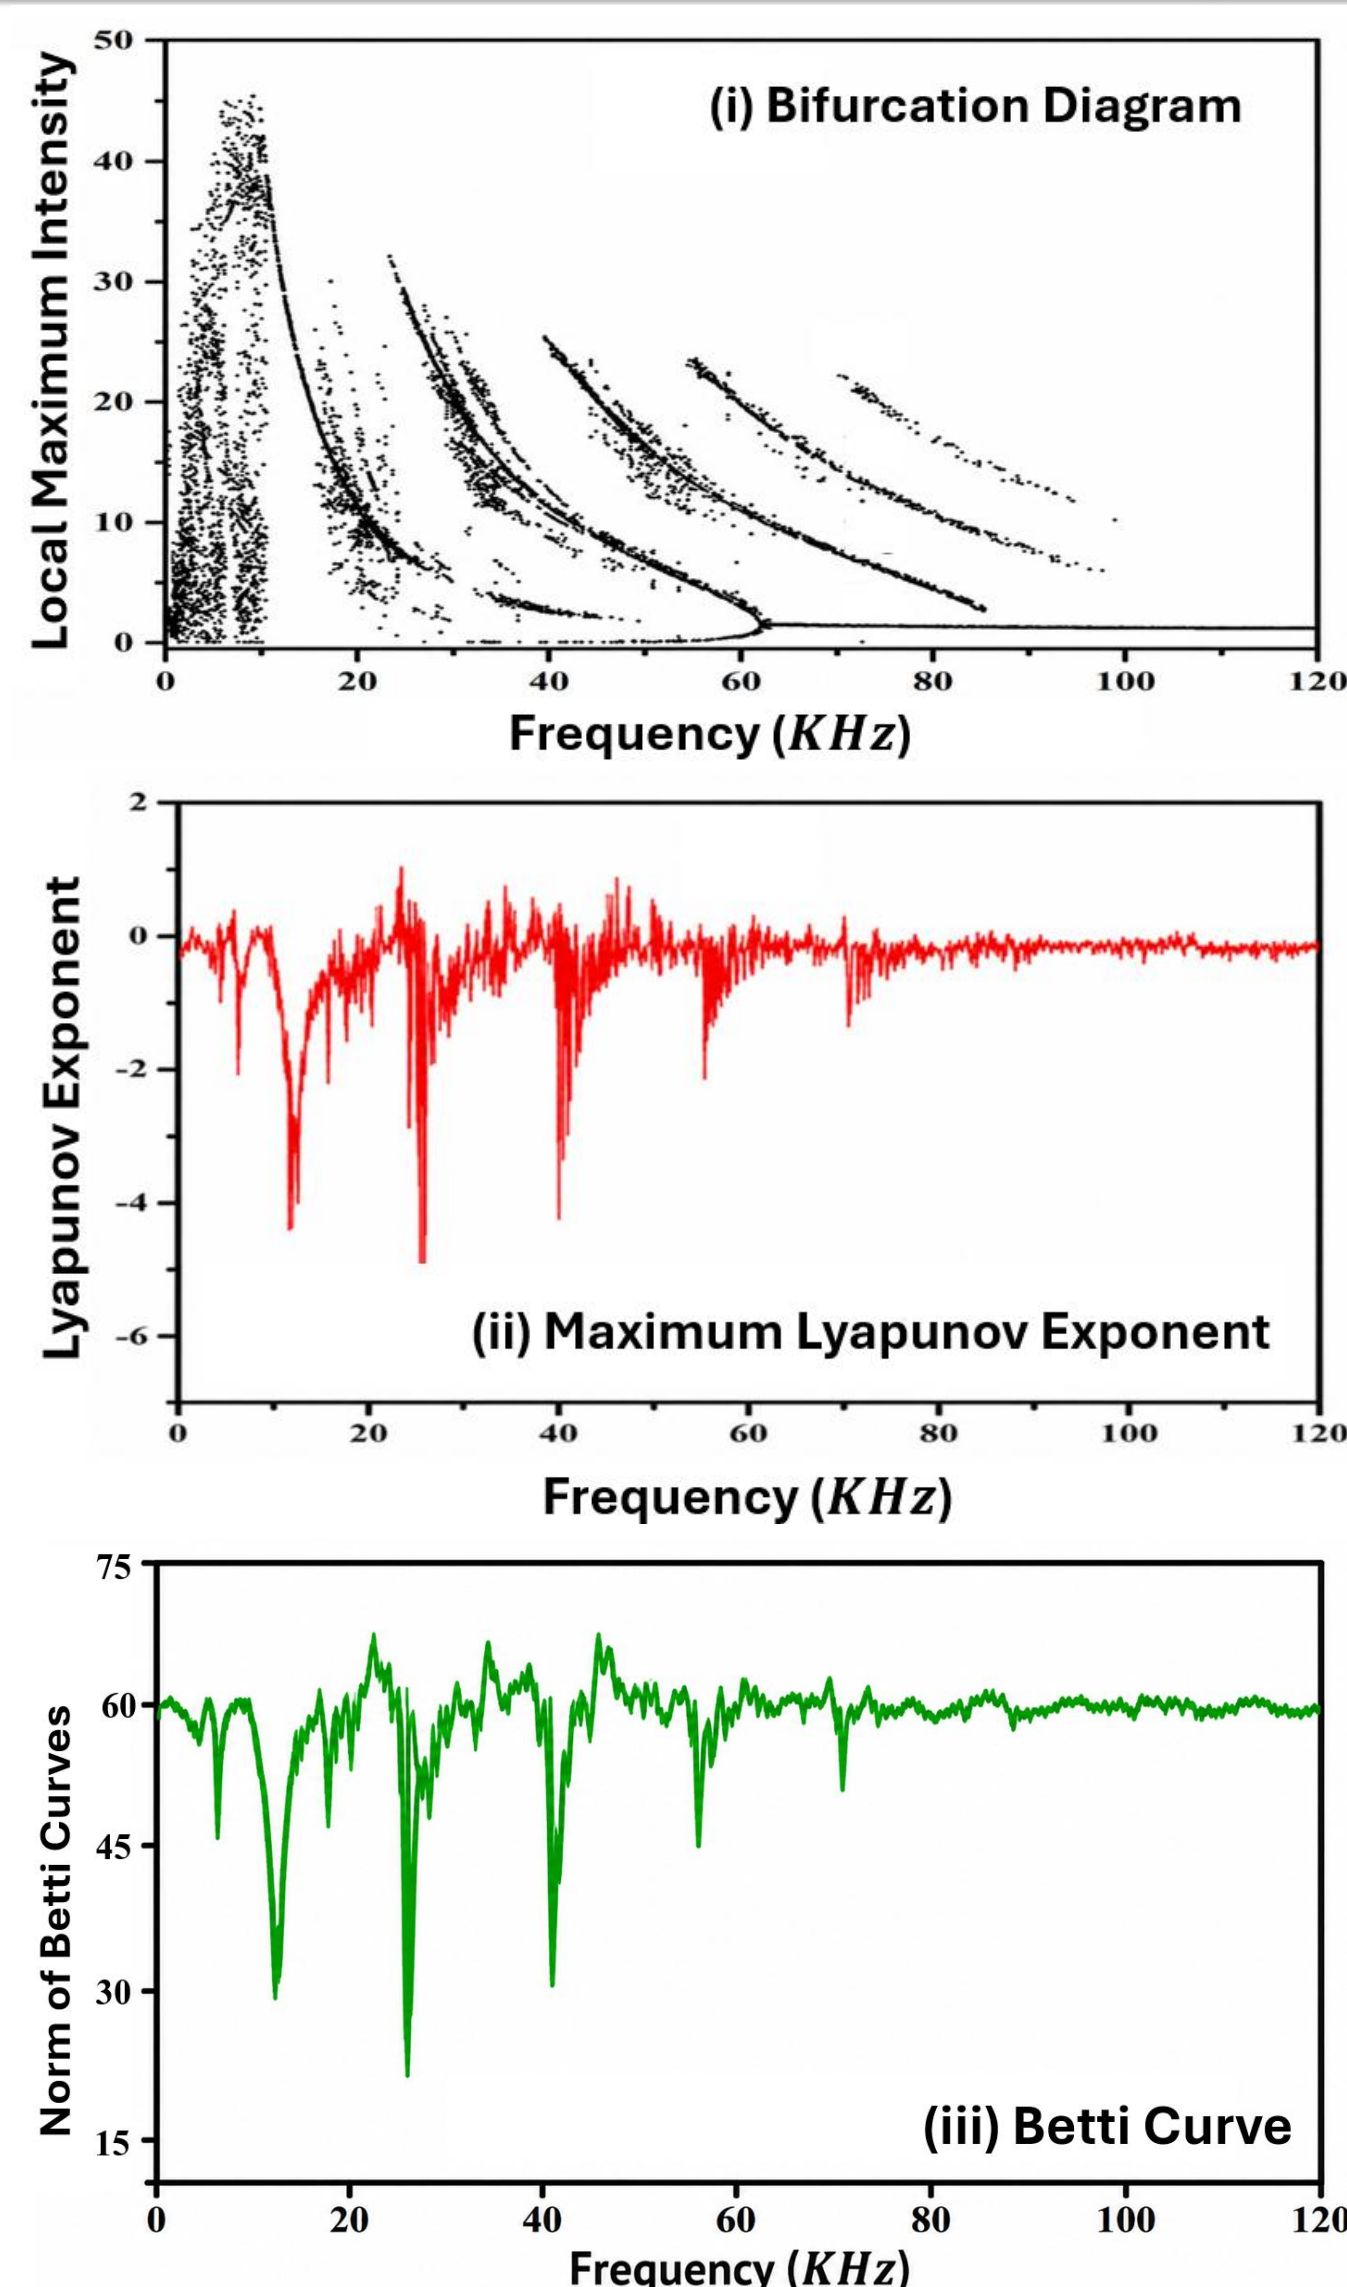 50
40
30
20
10
0
Local Maximum Intensity
(i) Bifurcation Diagram
0 20 40 60 80 100 120
Frequency (KHz)
2
0
-2
-4
-6
Lyapunov Exponent
(ii) Maximum Lyapunov Exponent
0 20 40 60 80 100 120
Frequency (KHz)
75
60
45
30
15
Norm of Betti Curves
(iii) Betti Curve
0 20 40 60 80 100 120
Frequency (KHz)